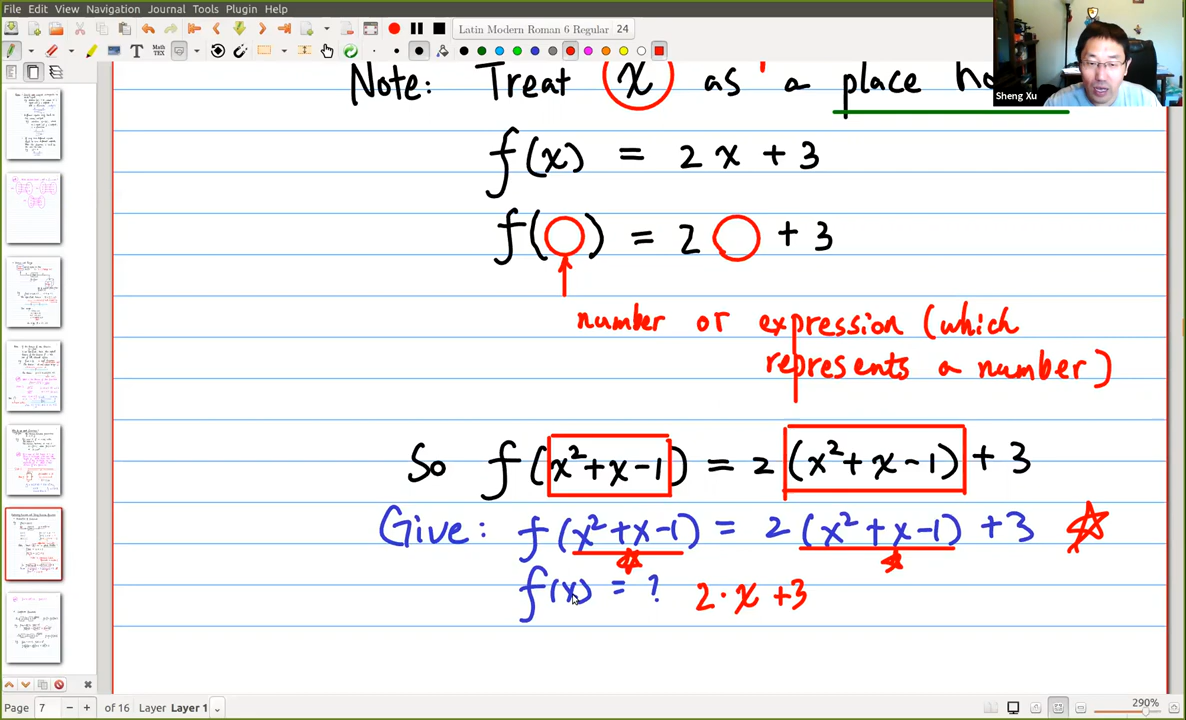 File Edit View Navigation Journal Tools Plugin Help
Latin Modern Roman 6 Regular 24
Sheng Xu
Note: Treat x as a place ho
f(x) = 2x + 3
f( ) = 2 + 3
number or expression (which
represents a number)
So f(x²+x-1) = 2(x²+x-1) + 3
Give: f(x²+x-1) = 2(x²+x-1) + 3
f(x) = ? 2·x + 3
Page 7 of 16 Layer Layer 1
290%